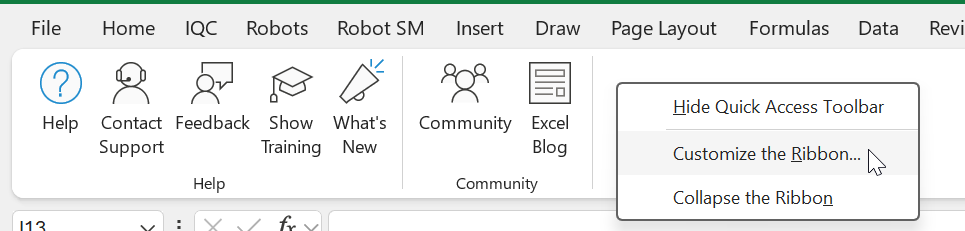 File Home IQC Robots Robot SM Insert Draw Page Layout Formulas Data Revi
Help Contact Support Feedback Show Training What's New Community Excel Blog
Help Community
Hide Quick Access Toolbar
Customize the Ribbon...
Collapse the Ribbon
J13 fx